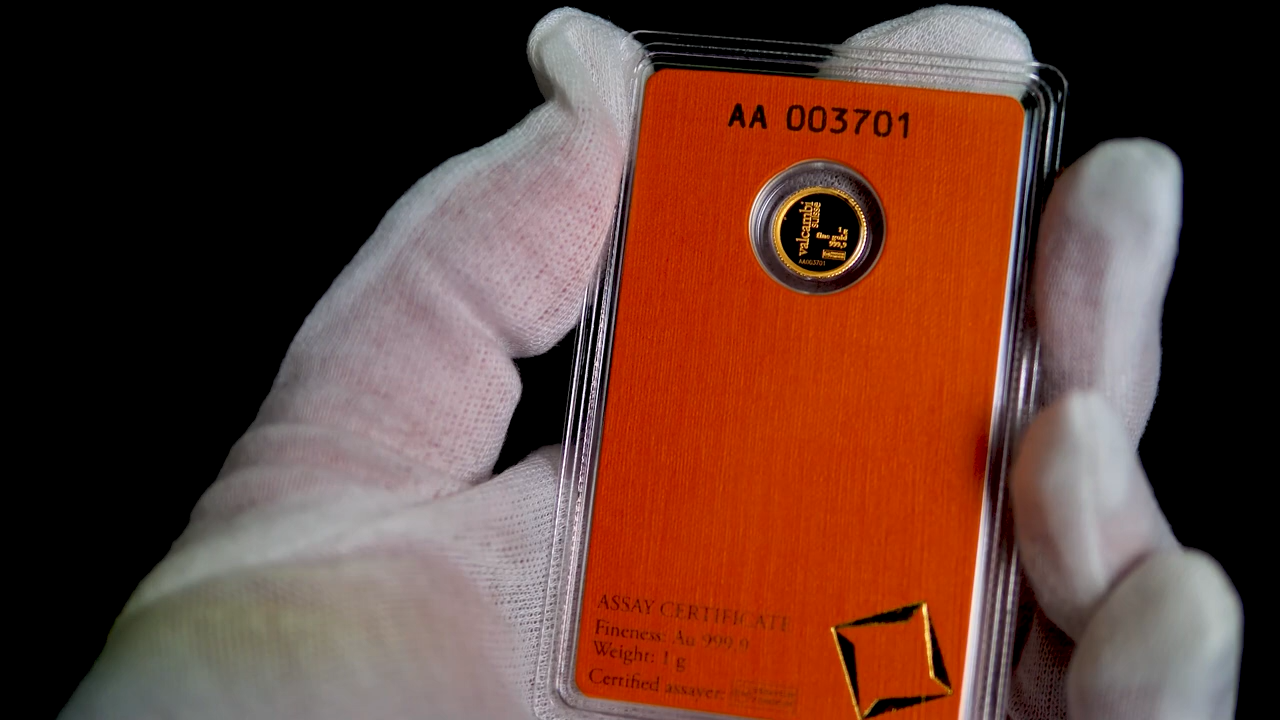 AA 003701
valcambi
suisse
fine gold
999,9
AA003701
ASSAY CERTIFICATE
Fineness: Au 999,9
Weight: 1 g
Certified assayer: